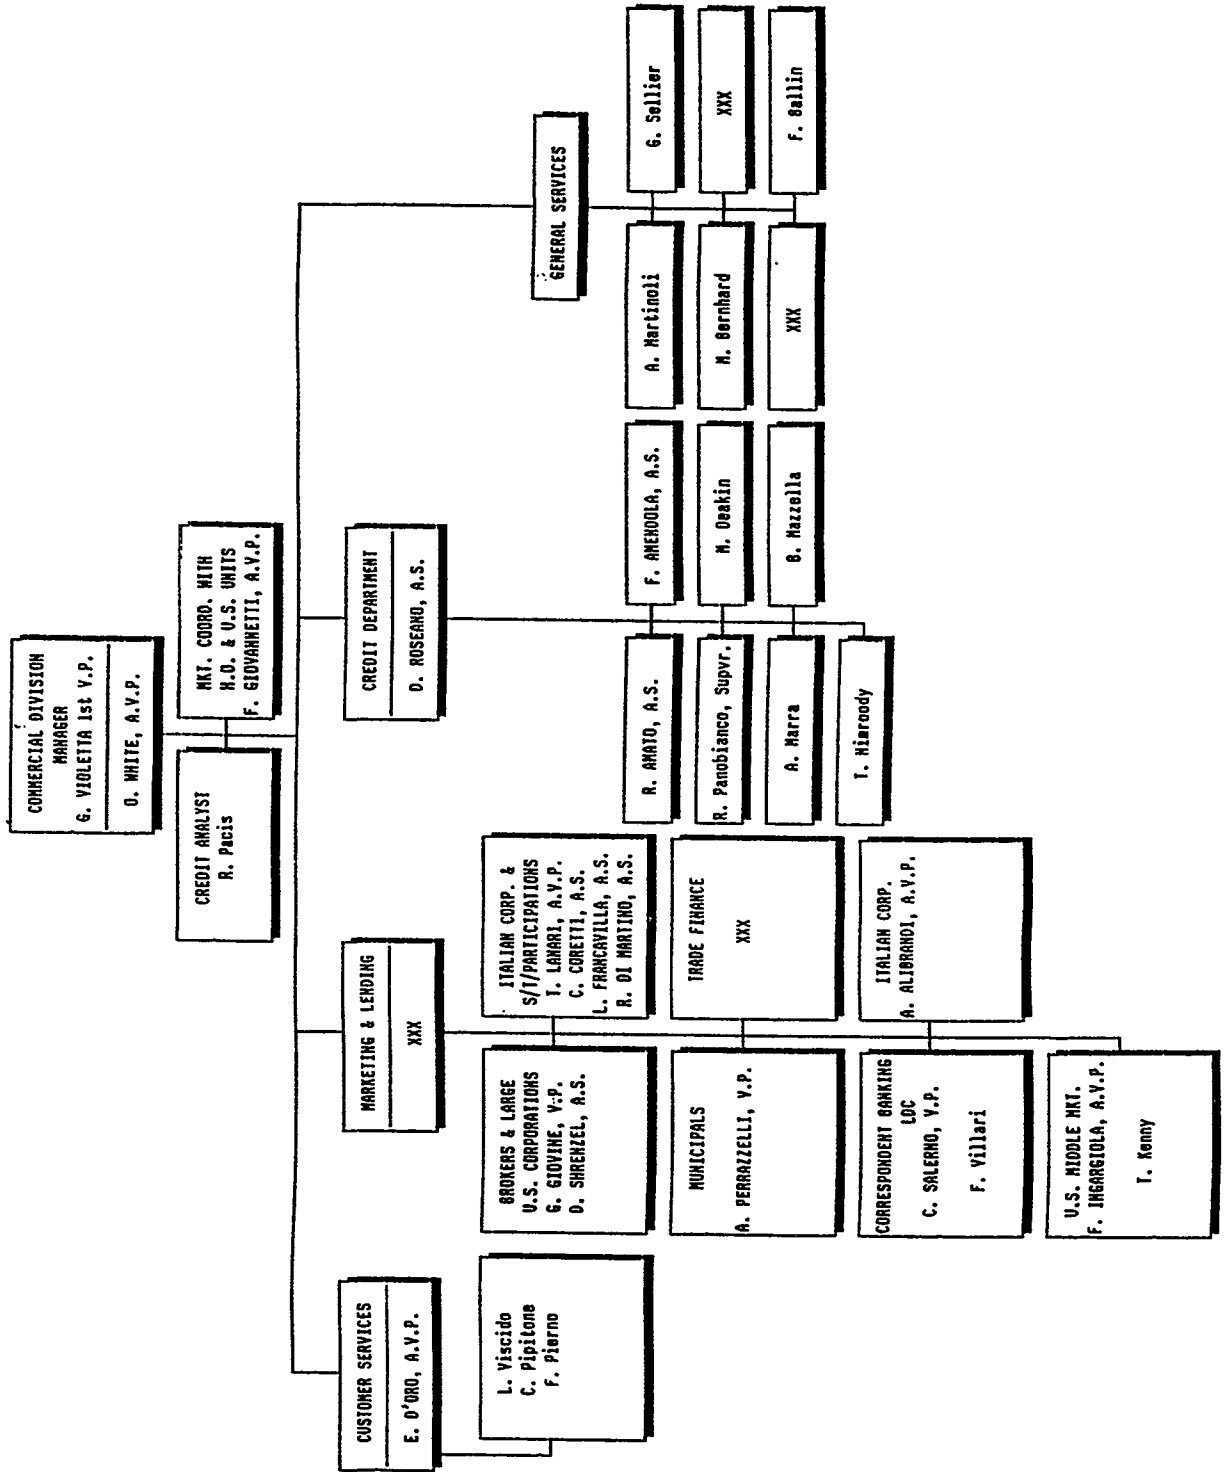 COMMERCIAL DIVISION
MANAGER
G. VIOLETTA 1st V.P.
D. WHITE, A.V.P.
CREDIT ANALYST
R. Pacis
MKT. COORD. WITH
H.O. & U.S. UNITS
F. GIOVANNETTI, A.V.P.
CUSTOMER SERVICES
E. D'ORO, A.V.P.
MARKETING & LENDING
XXX
CREDIT DEPARTMENT
D. ROSEANO, A.S.
GENERAL SERVICES
L. Viscido
C. Pipitone
F. Pierno
BROKERS & LARGE
U.S. CORPORATIONS
G. GIOVINE, V.P.
D. SHRENZEL, A.S.
ITALIAN CORP. &
S/T/PARTICIPATIONS
T. LANARI, A.V.P.
C. CORETTI, A.S.
L. FRANCAVILLA, A.S.
R. DI MARTINO, A.S.
MUNICIPALS
A. PERRAZZELLI, V.P.
TRADE FINANCE
XXX
CORRESPONDENT BANKING
LDC
C. SALERNO, V.P.
F. Villari
ITALIAN CORP.
A. ALIBRANDI, A.V.P.
U.S. MIDDLE MKT.
F. INGARGIOLA, A.V.P.
T. Kenny
R. AMATO, A.S.
F. AMENDOLA, A.S.
R. Panobianco, Supvr.
M. Deakin
A. Marra
B. Mazzella
T. Nimroody
A. Martinoli
G. Sellier
M. Bernhard
XXX
XXX
F. Ballin